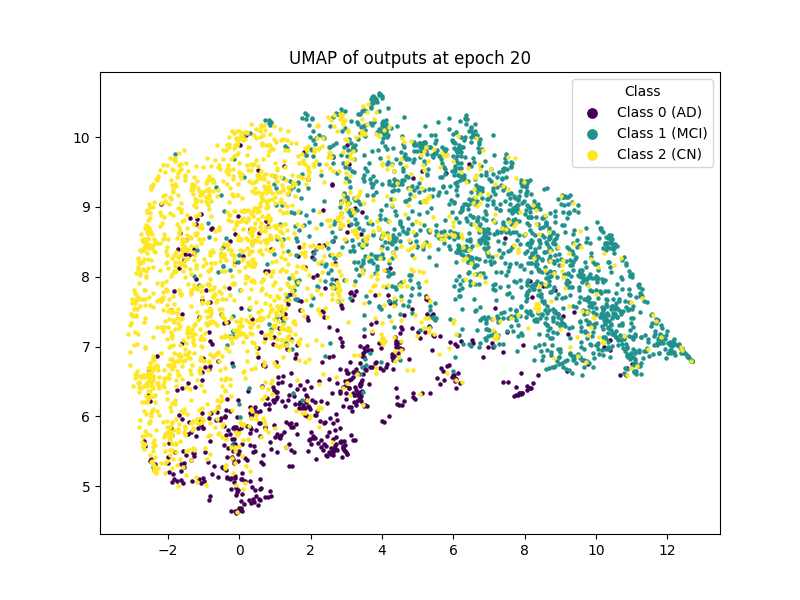 UMAP of outputs at epoch 20
Class
Class 0 (AD)
Class 1 (MCI)
Class 2 (CN)
10
9
8
7
6
5
−2 0 2 4 6 8 10 12